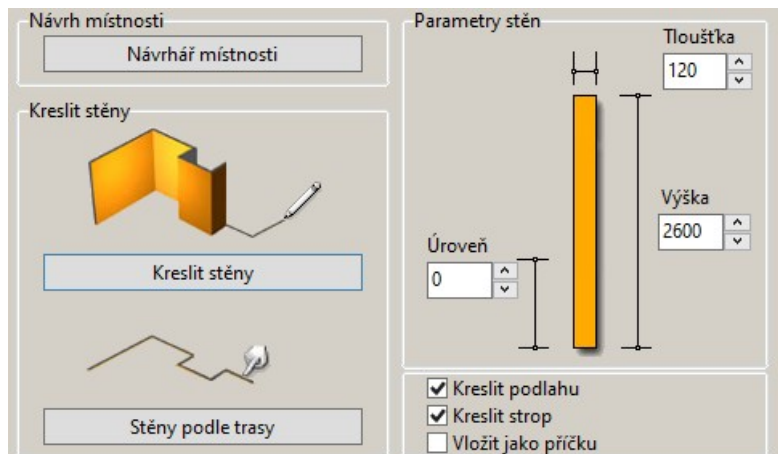 Návrh místnosti
Návrhář místnosti
Kreslit stěny
Kreslit stěny
Stěny podle trasy
Parametry stěn
Tloušťka
120
Výška
2600
Úroveň
0
Kreslit podlahu
Kreslit strop
Vložit jako příčku